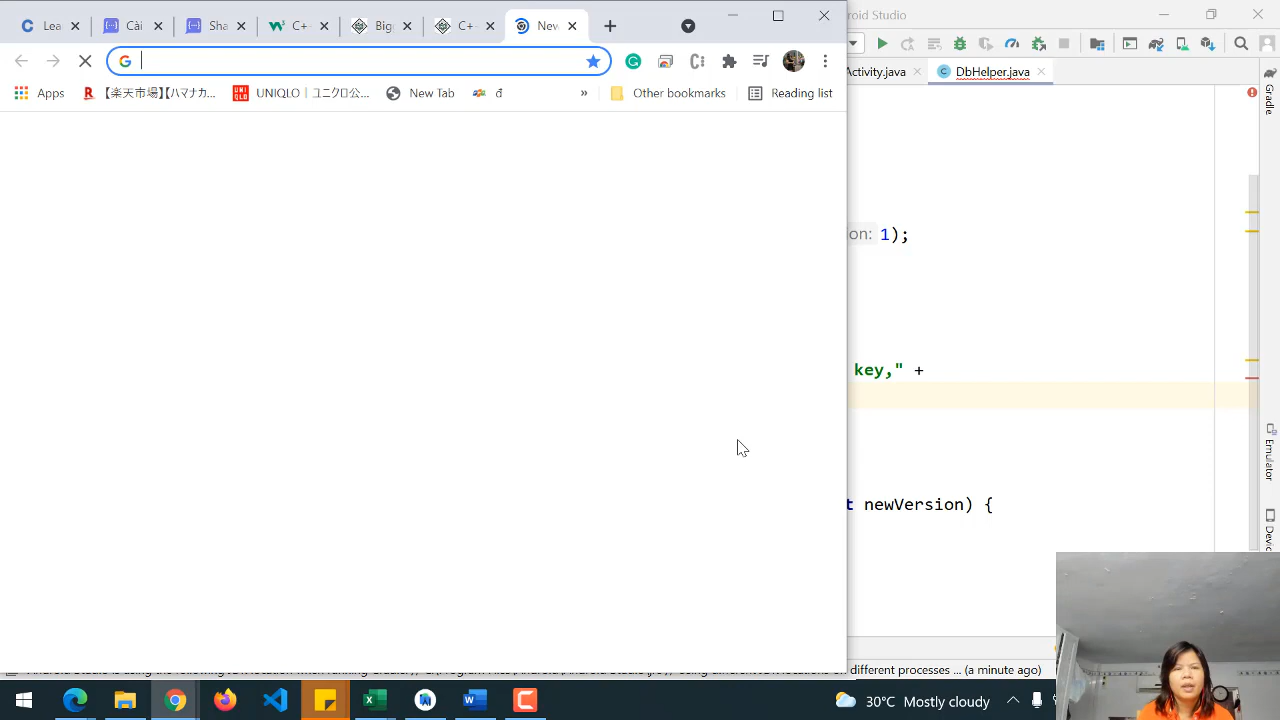 Lea
Cài
Sha
C+
Big
C+
New
Apps
【楽天市場】【ハマナカ...
UNIQLO｜ユニクロ公...
New Tab
đ
»
Other bookmarks
Reading list
roid Studio
Activity.java
DbHelper.java
Gradle
on: 1);
key," +
t newVersion) {
Emulator
different processes ... (a minute ago)
30°C Mostly cloudy